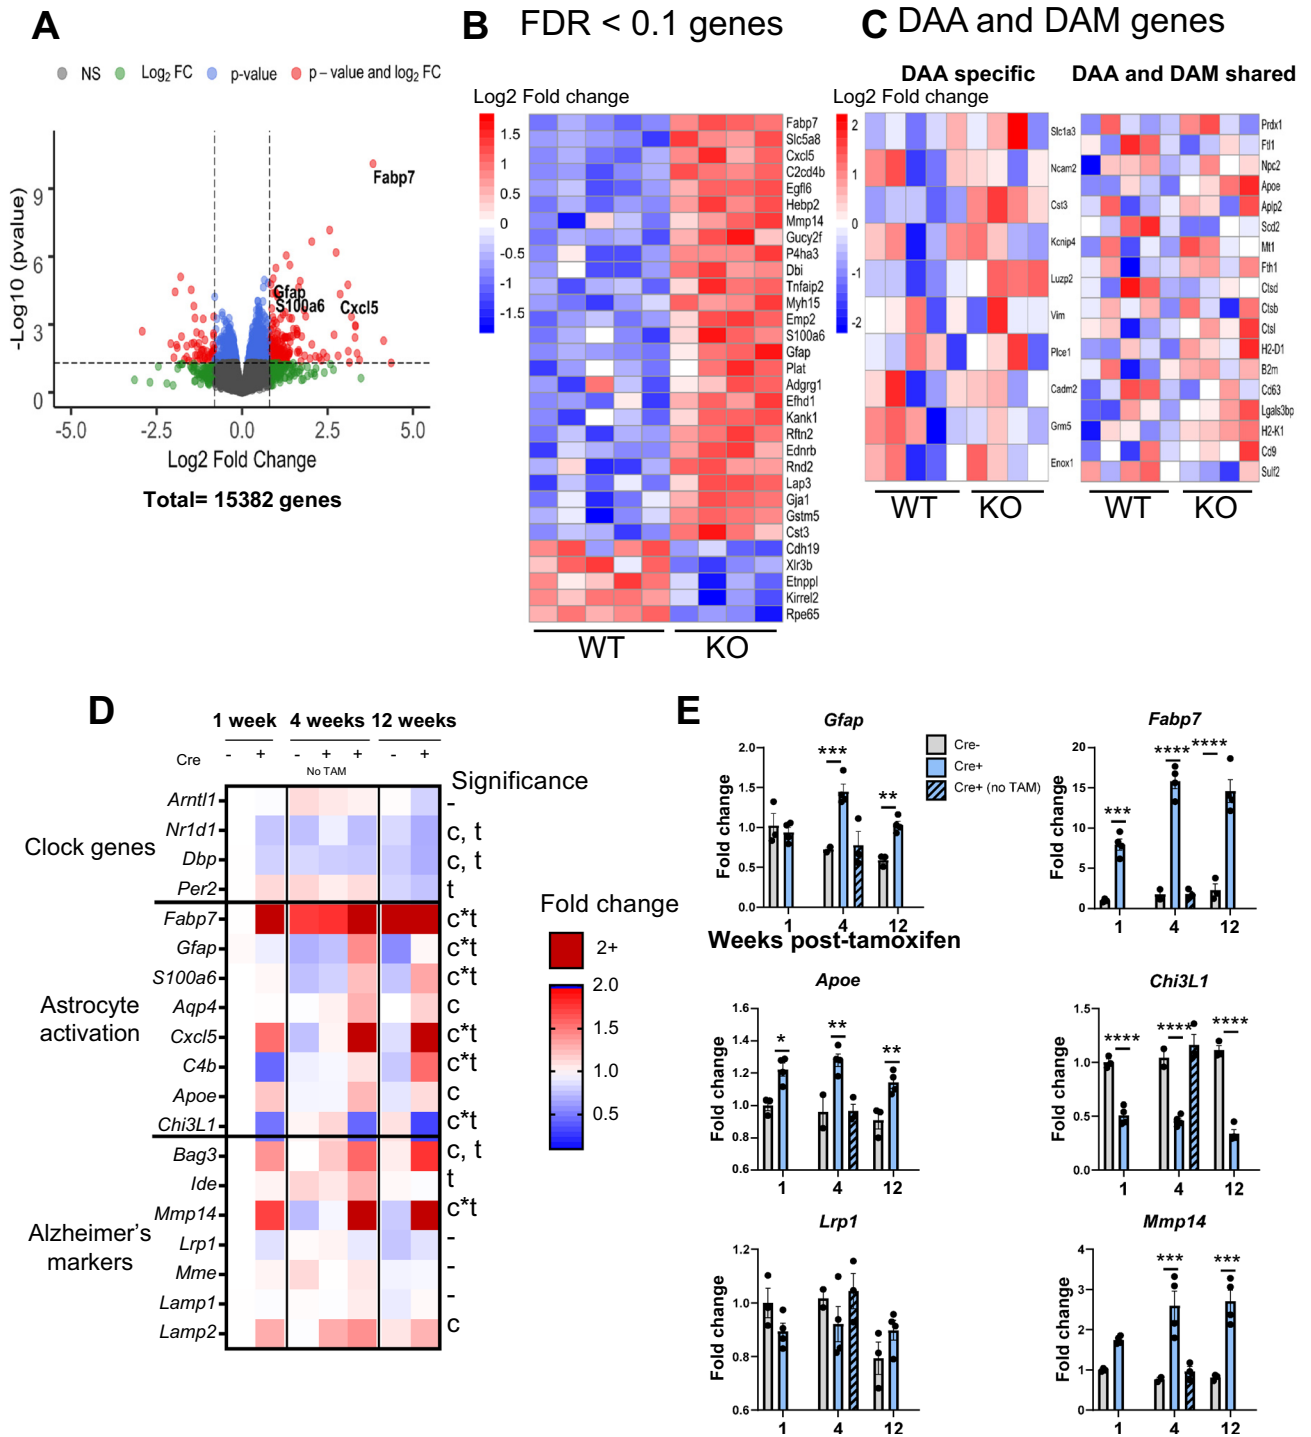 A
NS
Log2 FC
p-value
p – value and log2 FC
-Log10 (pvalue)
9
6
3
0
Fabp7
Gfap
S100a6
Cxcl5
-5.0
-2.5
0.0
2.5
5.0
Log2 Fold Change
Total= 15382 genes
B FDR < 0.1 genes
Log2 Fold change
1.5
1
0.5
0
-0.5
-1
-1.5
Fabp7
Slc5a8
Cxcl5
C2cd4b
Egfl6
Hebp2
Mmp14
Gucy2f
P4ha3
Dbi
Tnfaip2
Myh15
Emp2
S100a6
Gfap
Plat
Adgrg1
Efhd1
Kank1
Rftn2
Ednrb
Rnd2
Lap3
Gja1
Gstm5
Cst3
Cdh19
Xlr3b
Etnppl
Kirrel2
Rpe65
WT
KO
C DAA and DAM genes
DAA specific
Log2 Fold change
2
1
0
-1
-2
Slc1a3
Ncam2
Cst3
Kcnip4
Luzp2
Vim
Plce1
Cadm2
Grm5
Enox1
WT
KO
DAA and DAM shared
Prdx1
Ftl1
Npc2
Apoe
Aplp2
Scd2
Mt1
Fth1
Ctsd
Ctsb
Ctsl
H2-D1
B2m
Cd63
Lgals3bp
H2-K1
Cd9
Sulf2
WT
KO
D
1 week 4 weeks 12 weeks
Cre - + - + + - +
No TAM
Significance
Clock genes
Arntl1 -
Nr1d1 c, t
Dbp c, t
Per2 t
Astrocyte
activation
Fabp7 c*t
Gfap c*t
S100a6 c*t
Aqp4 c
Cxcl5 c*t
C4b c*t
Apoe c
Chi3L1 c*t
Alzheimer's
markers
Bag3 c, t
Ide t
Mmp14 c*t
Lrp1 -
Mme -
Lamp1 -
Lamp2 c
Fold change
2+
2.0
1.5
1.0
0.5
E
Gfap
Fold change
2.0
1.5
1.0
0.5
0.0
***
**
1 4 12
Weeks post-tamoxifen
Cre-
Cre+
Cre+ (no TAM)
Fabp7
Fold change
20
15
10
5
0
***
****
****
1 4 12
Apoe
Fold change
1.6
1.4
1.2
1.0
0.8
0.6
*
**
**
1 4 12
Chi3L1
Fold change
1.5
1.0
0.5
0.0
****
****
****
1 4 12
Lrp1
Fold change
1.2
1.0
0.8
0.6
1 4 12
Mmp14
Fold change
4
3
2
1
0
***
***
1 4 12